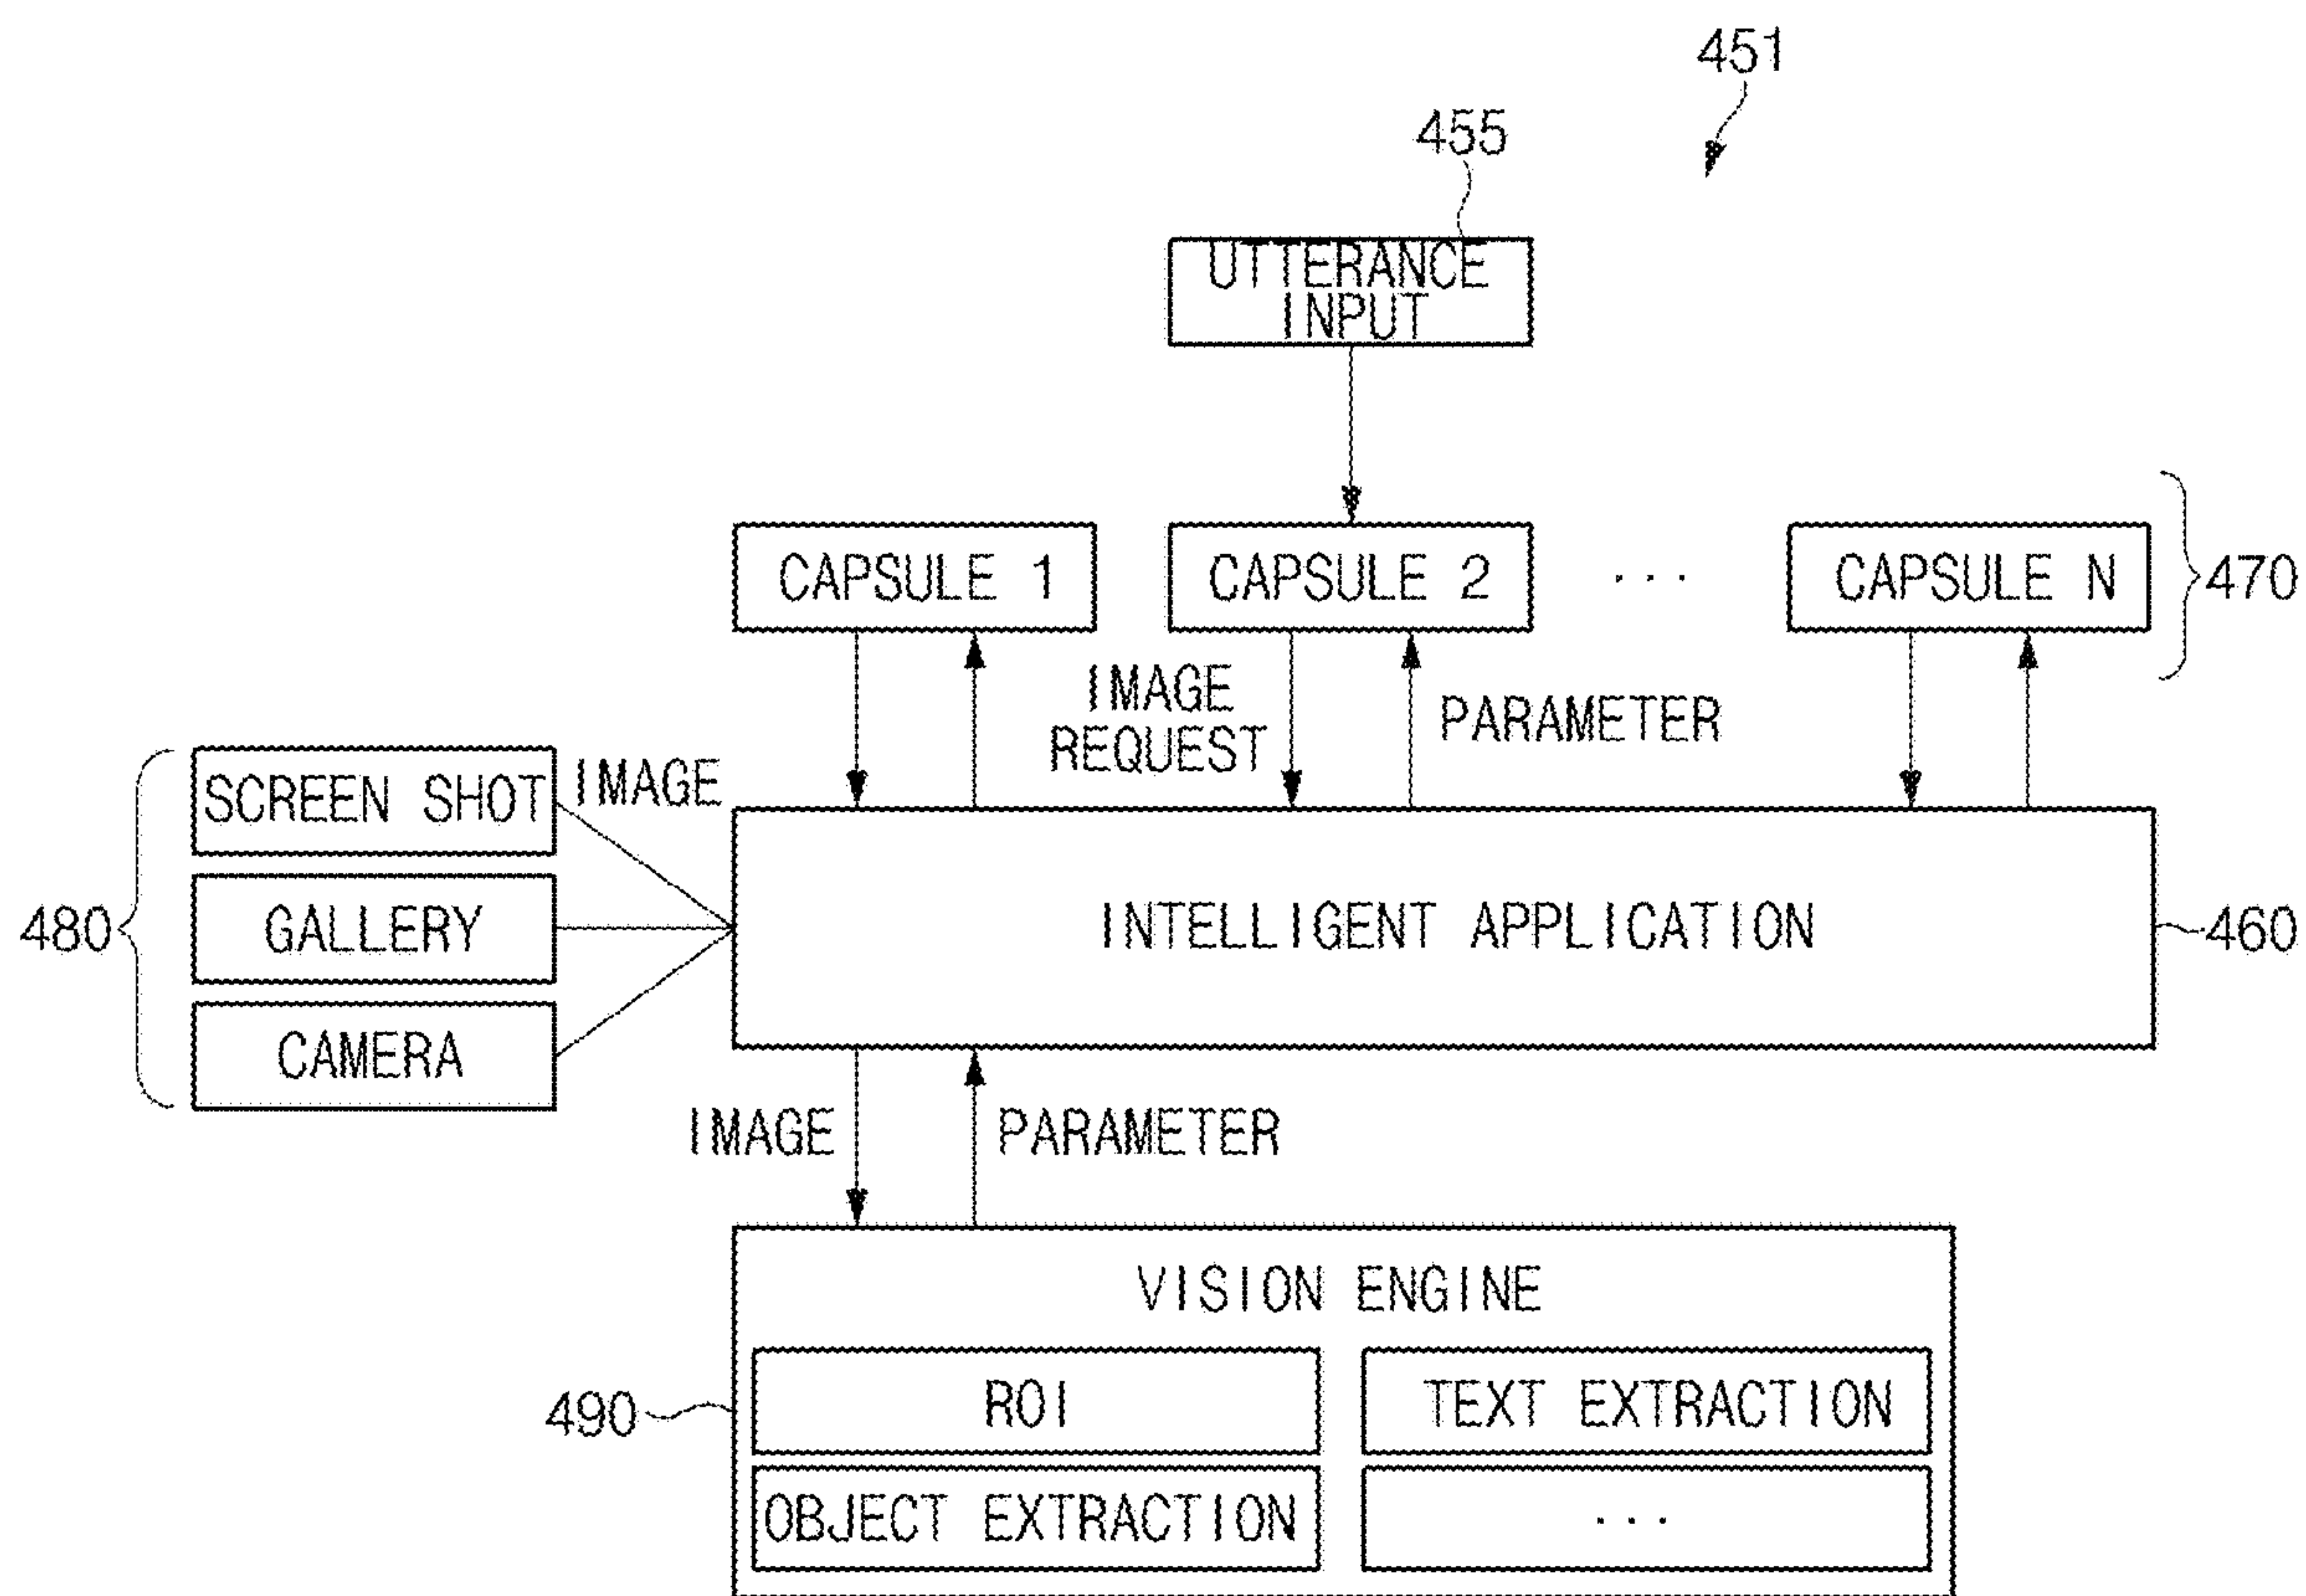 451
455
UTTERANCE
INPUT
CAPSULE 1
CAPSULE 2
...
CAPSULE N
470
IMAGE
REQUEST
PARAMETER
480
SCREEN SHOT
IMAGE
GALLERY
CAMERA
INTELLIGENT APPLICATION
460
IMAGE
PARAMETER
VISION ENGINE
490
ROI
TEXT EXTRACTION
OBJECT EXTRACTION
...